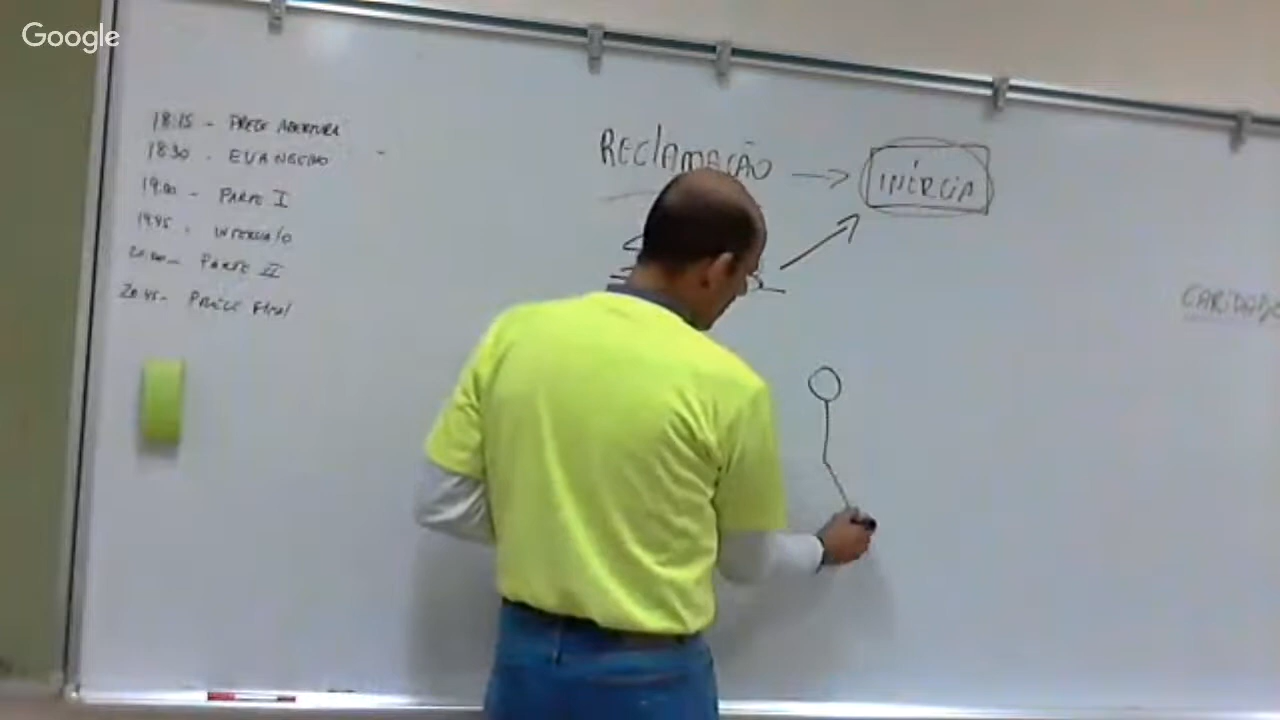 Google
18:15 - PRECE ABERTURA
18:30 - EVANGELHO -
19:00 - PARTE I
19:45 - INTERVALO
20:00 - PARTE II
20:45 - PRECE FINAL
RECLAMAÇÃO → INÉRCIA
CARIDADE